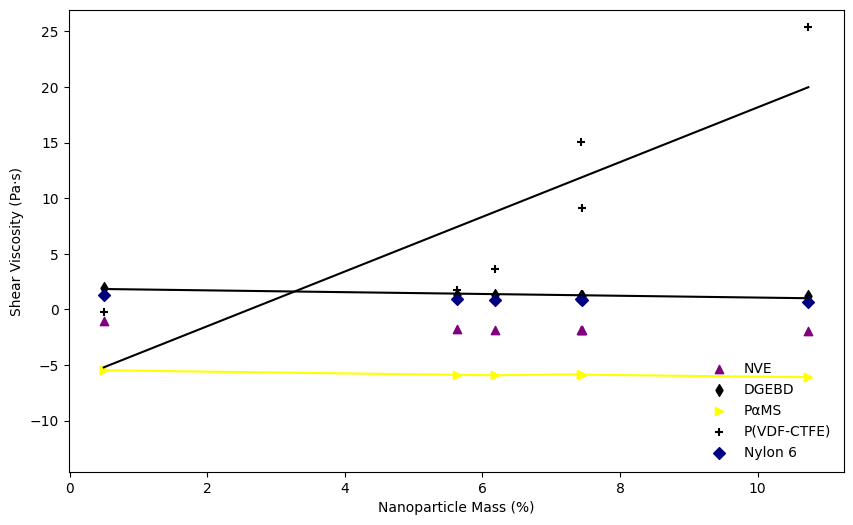 25
20
15
10
5
0
−5
−10
0
2
4
6
8
10
Shear Viscosity (Pa·s)
Nanoparticle Mass (%)
NVE
DGEBD
PαMS
P(VDF-CTFE)
Nylon 6